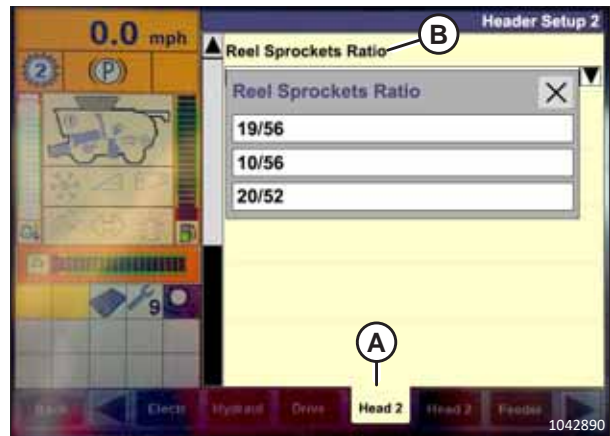 Header Setup 2
0.0 mph
B
Reel Sprockets Ratio
2
P
Reel Sprockets Ratio
19/56
10/56
20/52
9
A
Back
Electr
Hydraul
Drive
Head 2
Head 2
Feeder
1042890